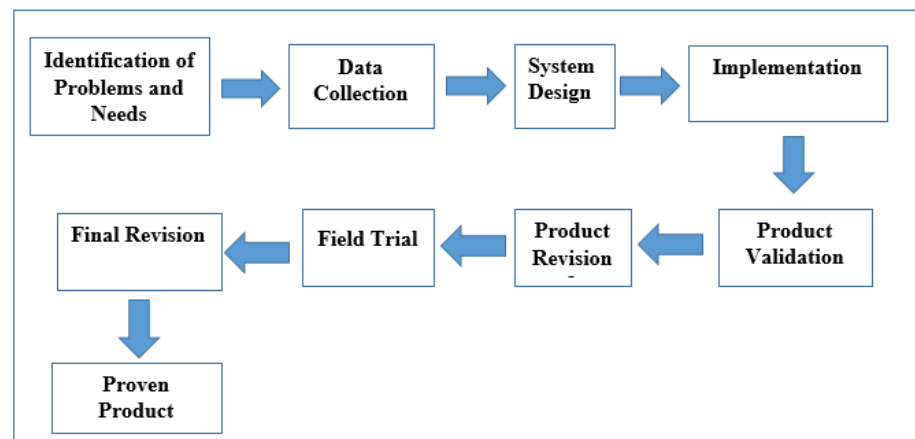 Identification of
Problems and
Needs
Data
Collection
System
Design
Implementation
Product
Validation
Product
Revision
Field Trial
Final Revision
Proven
Product